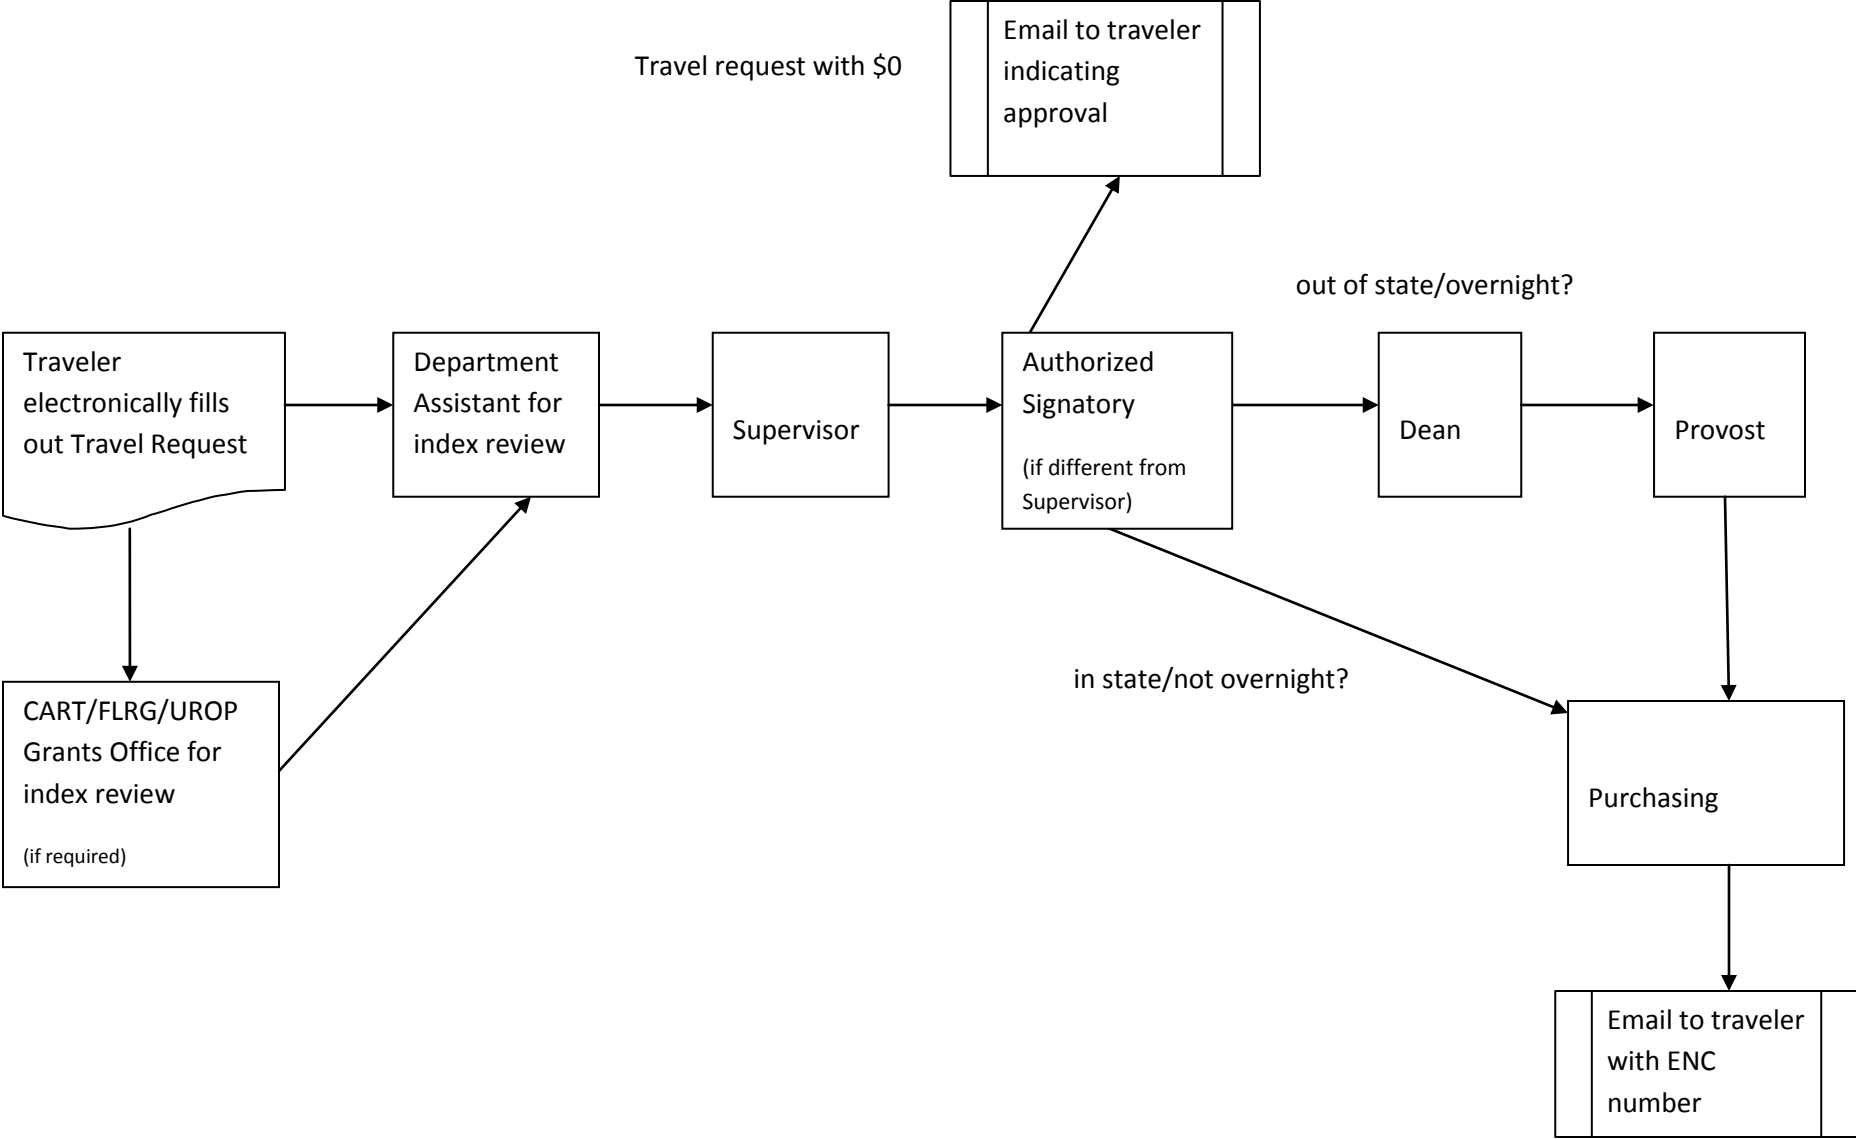 Travel request with $0
Email to traveler
indicating
approval
out of state/overnight?
Traveler
electronically fills
out Travel Request
Department
Assistant for
index review
Supervisor
Authorized
Signatory
(if different from
Supervisor)
Dean
Provost
CART/FLRG/UROP
Grants Office for
index review
(if required)
in state/not overnight?
Purchasing
Email to traveler
with ENC
number